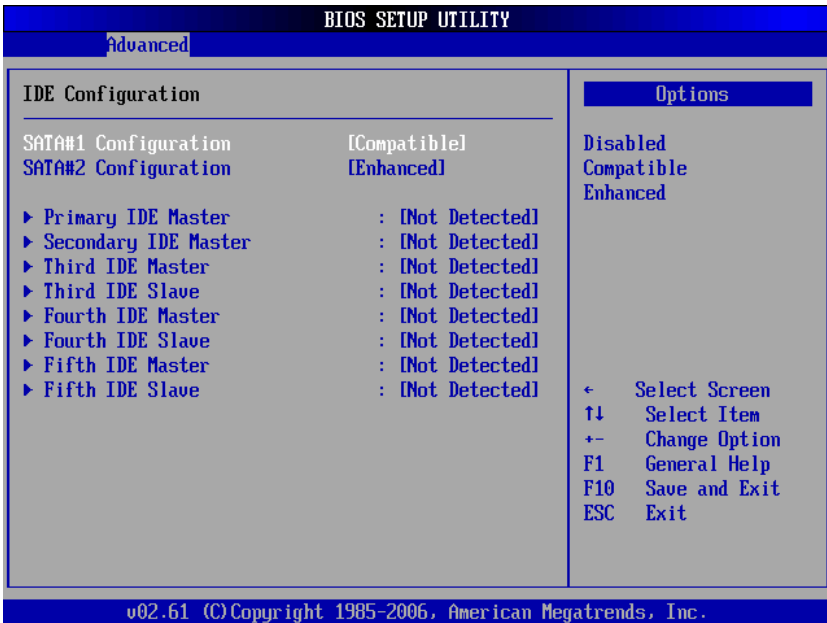 BIOS SETUP UTILITY
Advanced
IDE Configuration
SATA#1 Configuration [Compatible]
SATA#2 Configuration [Enhanced]
▶ Primary IDE Master : [Not Detected]
▶ Secondary IDE Master : [Not Detected]
▶ Third IDE Master : [Not Detected]
▶ Third IDE Slave : [Not Detected]
▶ Fourth IDE Master : [Not Detected]
▶ Fourth IDE Slave : [Not Detected]
▶ Fifth IDE Master : [Not Detected]
▶ Fifth IDE Slave : [Not Detected]
Options
Disabled
Compatible
Enhanced
← Select Screen
↑↓ Select Item
+- Change Option
F1 General Help
F10 Save and Exit
ESC Exit
v02.61 (C)Copyright 1985-2006, American Megatrends, Inc.